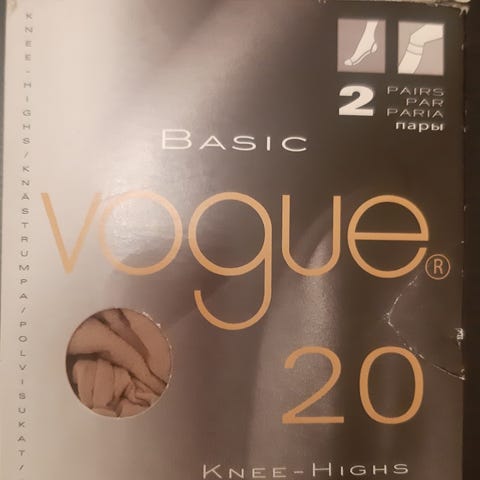 KNEE-HIGHS/KNÄSTRUMPA/POLVISUKAT/
2 PAIRS
PAR
PARIA
пары
BASIC
vogue®
20
KNEE-HIGHS